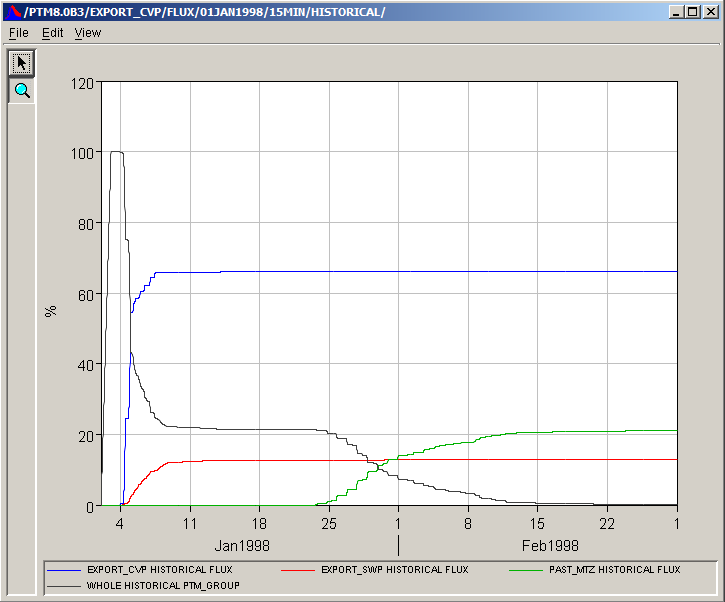 /PTM8.0B3/EXPORT_CVP/FLUX/01JAN1998/15MIN/HISTORICAL/
File Edit View
120
100
80
60
%
40
20
0
4 11 18 25 1 8 15 22 1
Jan1998 Feb1998
EXPORT_CVP HISTORICAL FLUX EXPORT_SWP HISTORICAL FLUX PAST_MTZ HISTORICAL FLUX
WHOLE HISTORICAL PTM_GROUP